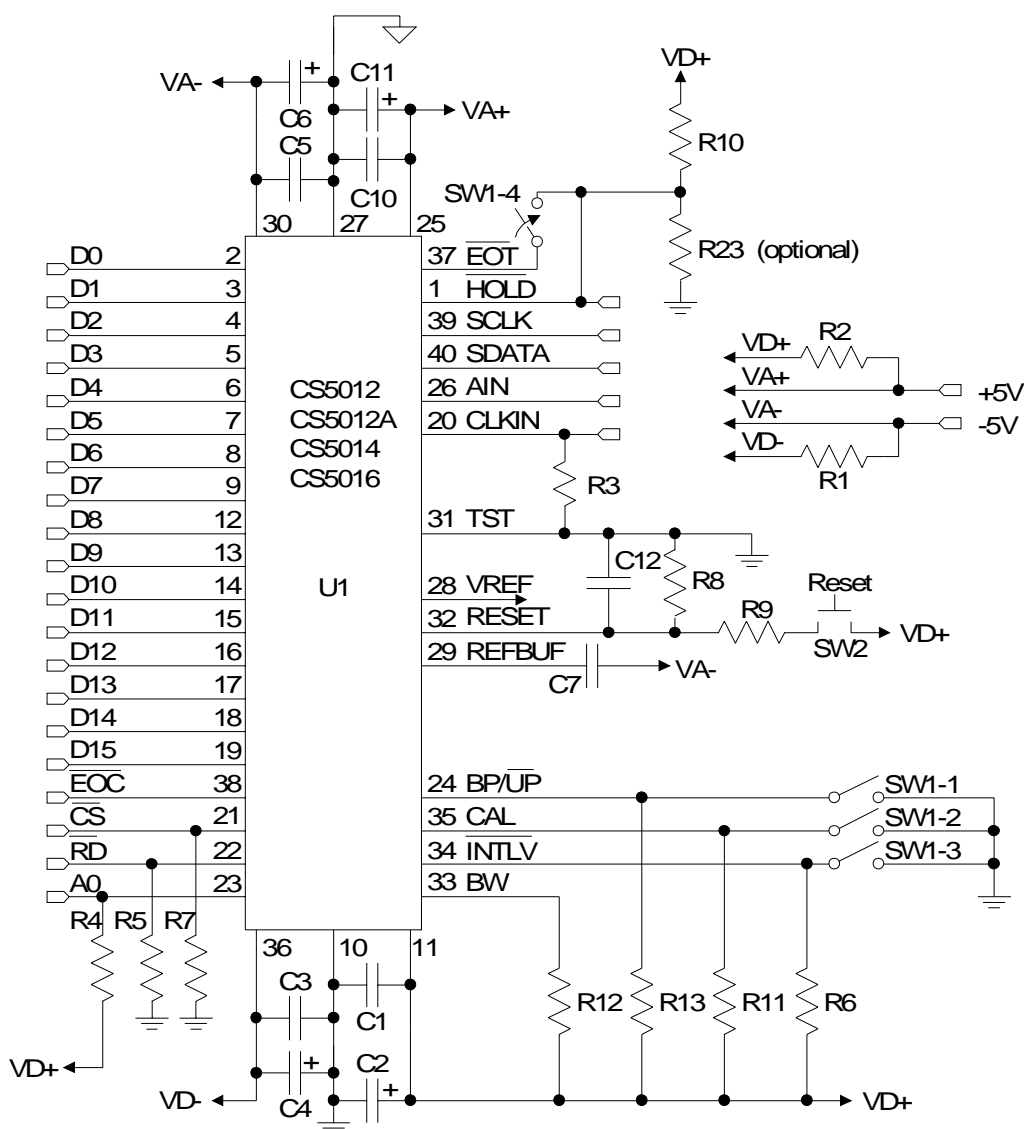 VD+
C11
VA-
+
+
VA+
C6
R10
C5
C10
SW1-4
30 27 25
R23 (optional)
D0 2 37 EOT
D1 3 1 HOLD
D2 4 39 SCLK
D3 5 40 SDATA
D4 6 26 AIN
D5 7 20 CLKIN
D6 8
D7 9
D8 12 31 TST
D9 13
D10 14 28 VREF
D11 15 32 RESET
D12 16 29 REFBUF
D13 17
D14 18
D15 19
EOC 38 24 BP/UP SW1-1
CS 21 35 CAL SW1-2
RD 22 34 INTLV SW1-3
A0 23 33 BW
CS5012
CS5012A
CS5014
CS5016
U1
VD+ R2
VA+ +5V
VA- -5V
VD- R1
R3
C12
R8
Reset
R9
SW2
VD+
C7
VA-
R4 R5 R7
36 10 11
C3
C1
R12 R13 R11 R6
VD+
C2
+
+
VD-
C4
VD+